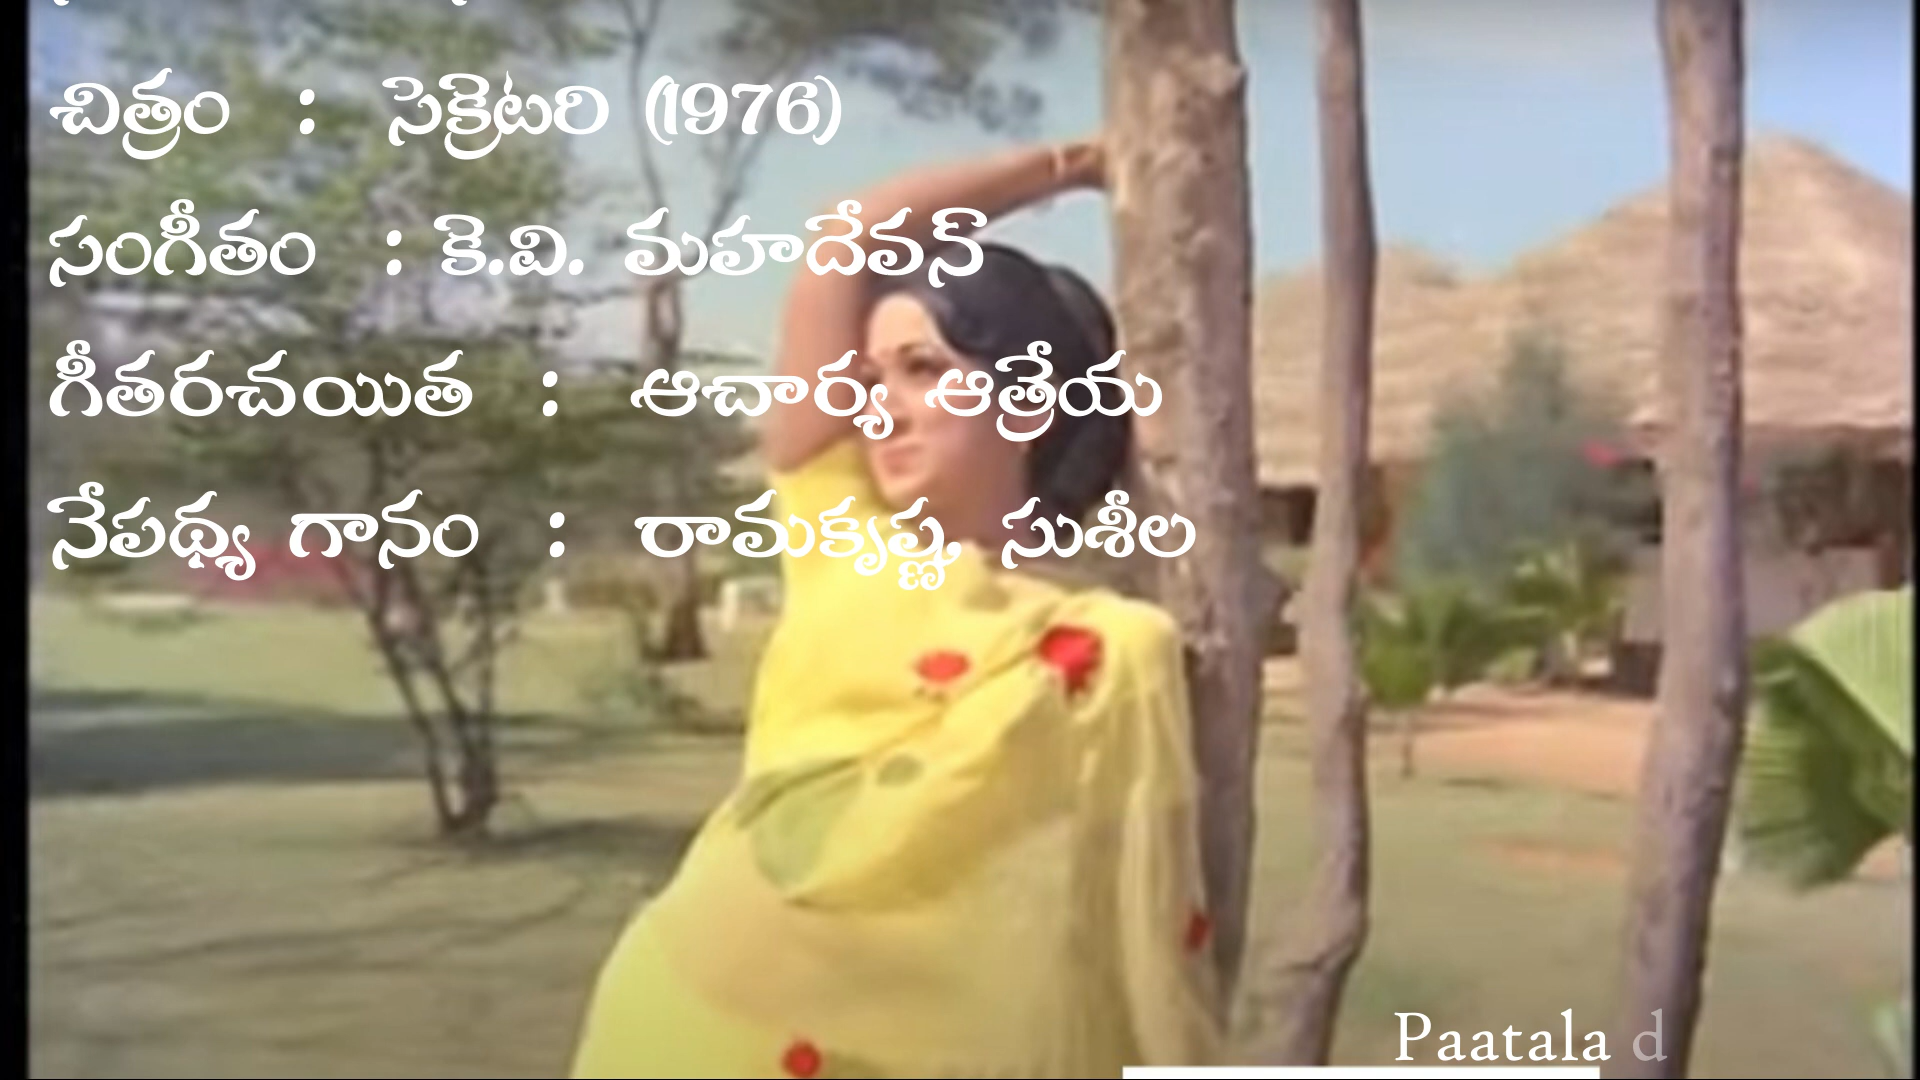 చిత్రం : సెక్రెటరి (1976)
సంగీతం : కె.వి. మహదేవన్
గీతరచయిత : ఆచార్య ఆత్రేయ
నేపథ్య గానం : రామకృష్ణ, సుశీల
Paatala d